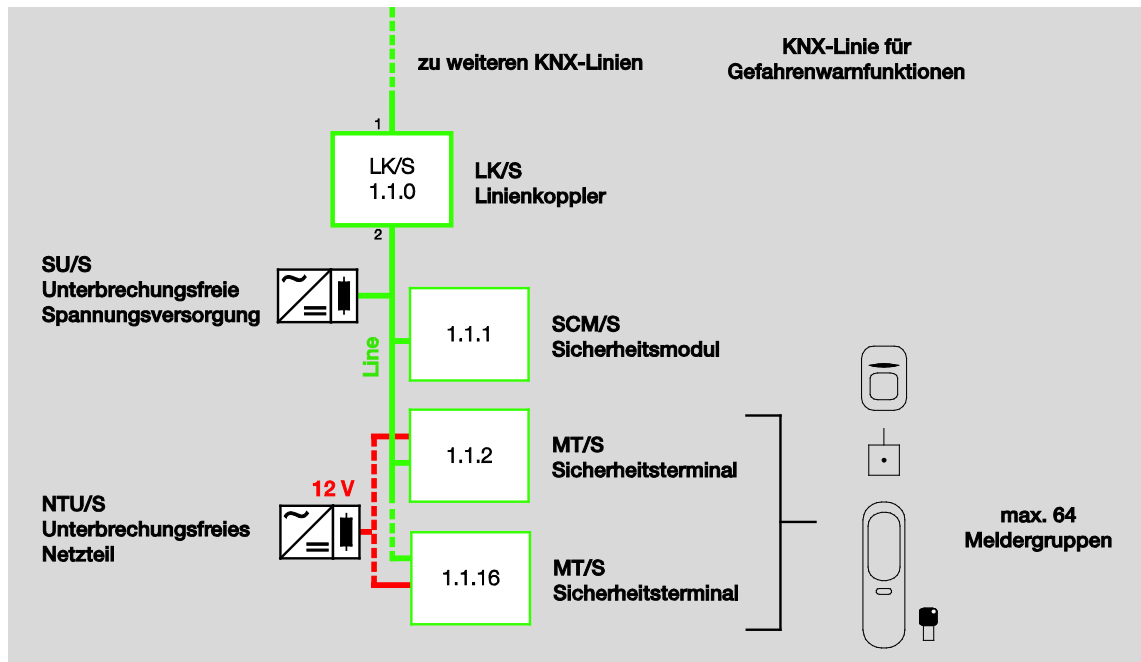 zu weiteren KNX-Linien
KNX-Linie für
Gefahrenwarnfunktionen
1
LK/S
1.1.0
LK/S
Linienkoppler
2
SU/S
Unterbrechungsfreie
Spannungsversorgung
Line
1.1.1
SCM/S
Sicherheitsmodul
1.1.2
MT/S
Sicherheitsterminal
12 V
NTU/S
Unterbrechungsfreies
Netzteil
1.1.16
MT/S
Sicherheitsterminal
max. 64
Meldergruppen